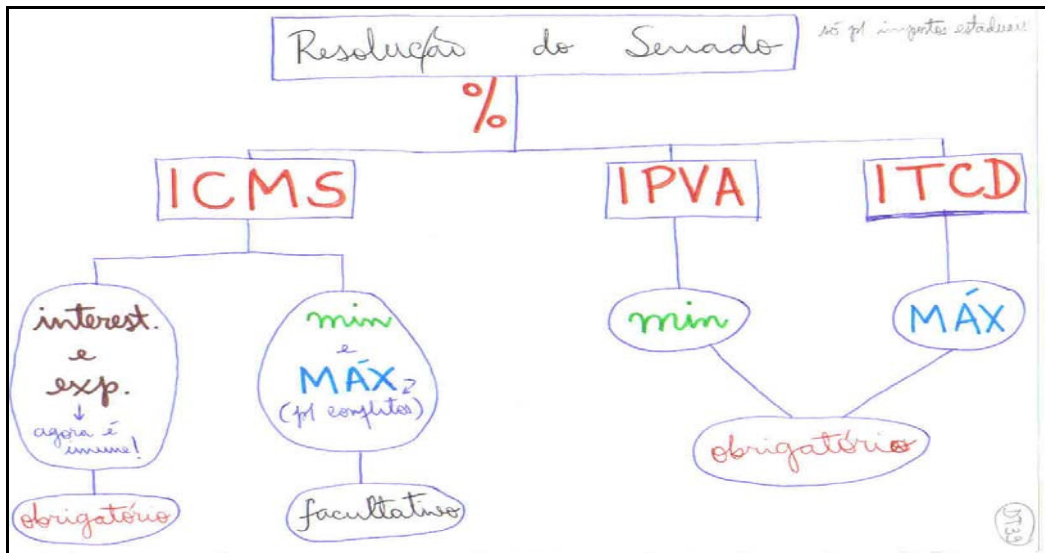 Resolução do Senado
só p/ impostos estaduais
%
ICMS
IPVA
ITCD
interest.
e
exp.
↓
agora é
imune!
min
e
MÁX
(p/ conflitos)
min
MÁX
obrigatório
obrigatório
facultativo
DT39